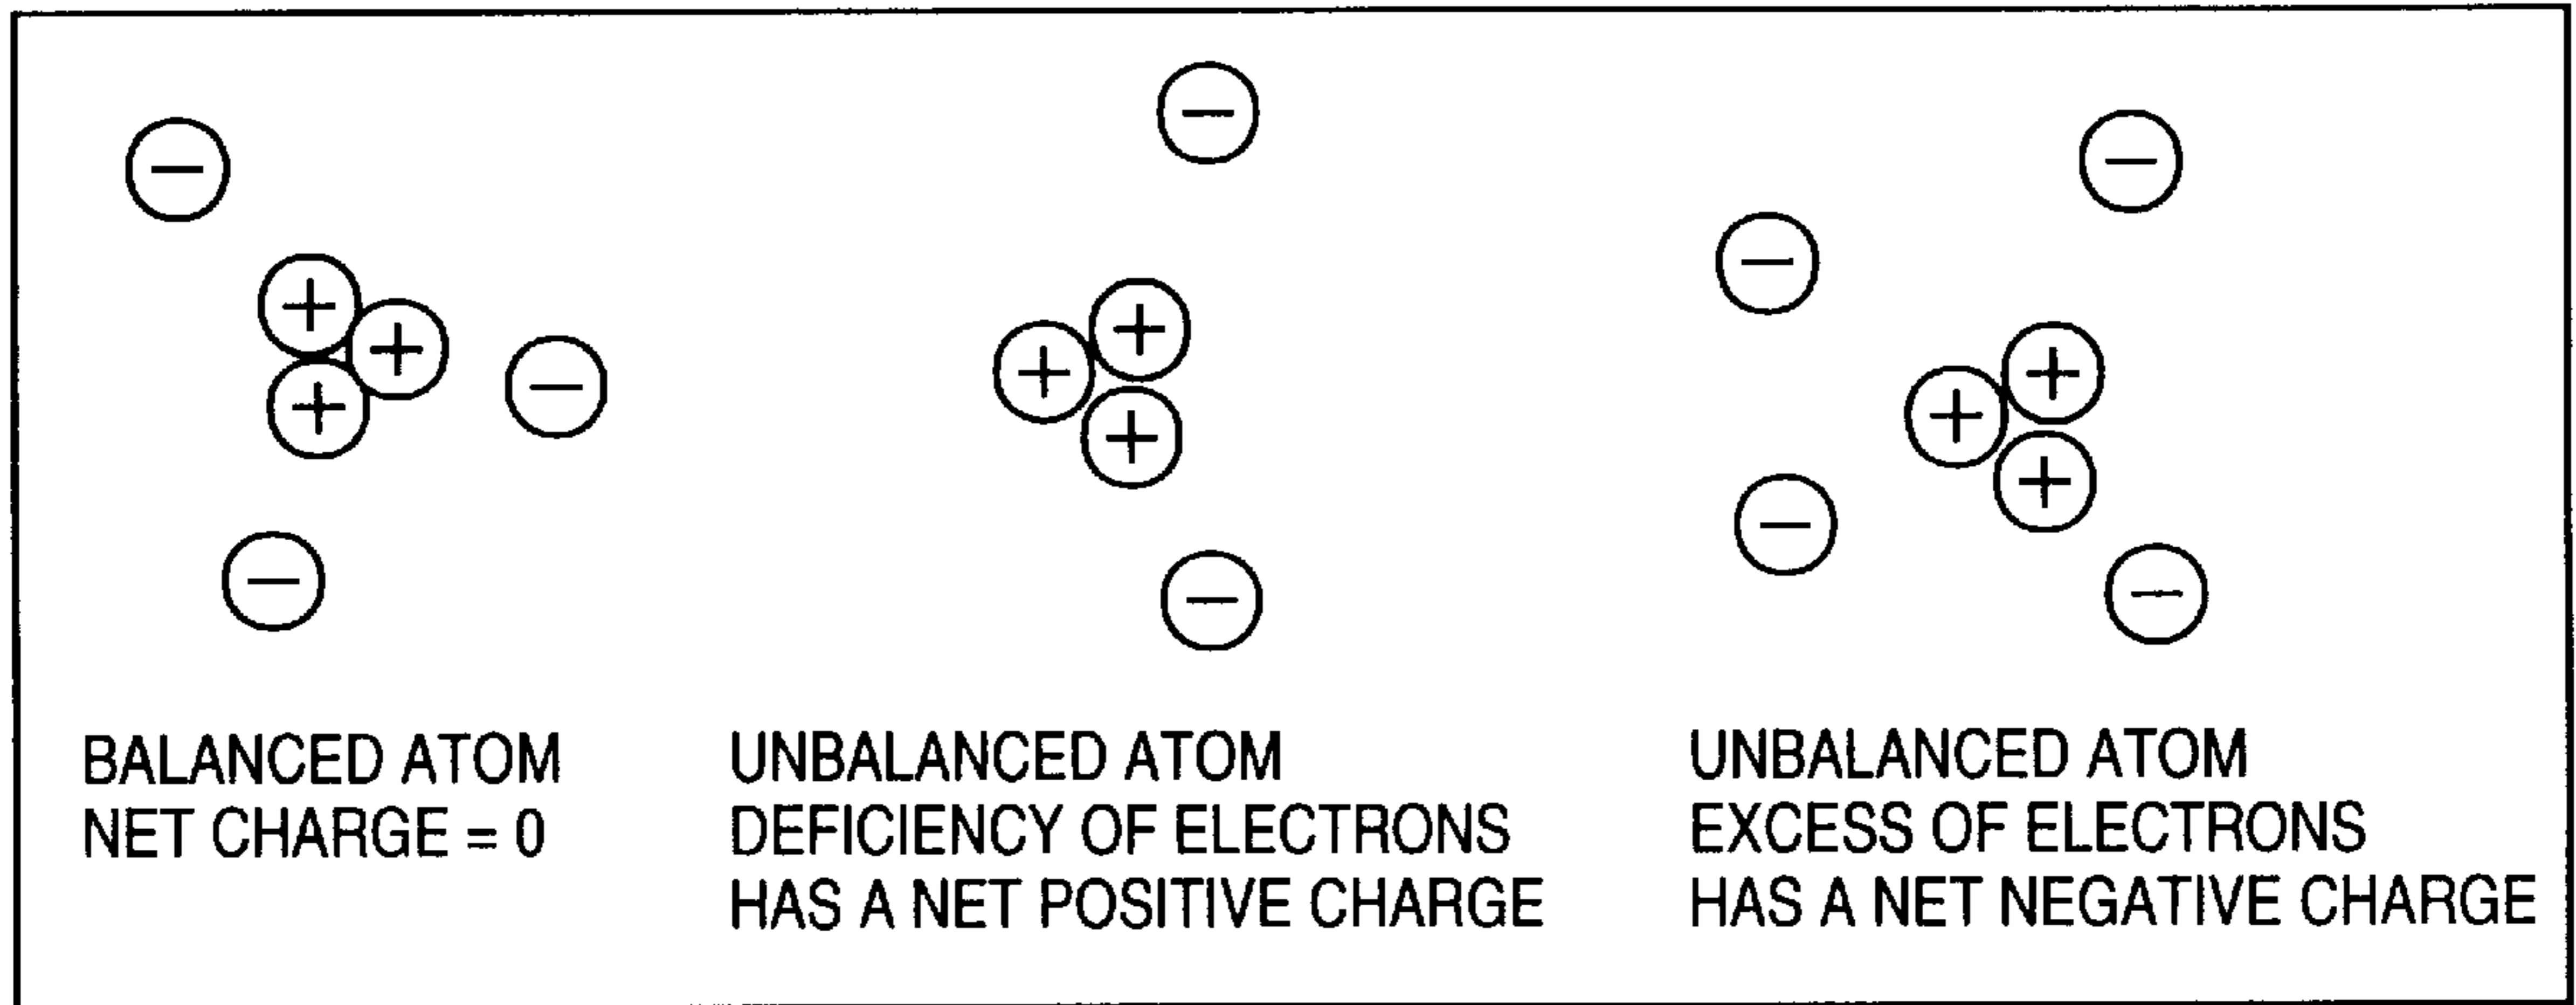 BALANCED ATOM
NET CHARGE = 0
UNBALANCED ATOM
DEFICIENCY OF ELECTRONS
HAS A NET POSITIVE CHARGE
UNBALANCED ATOM
EXCESS OF ELECTRONS
HAS A NET NEGATIVE CHARGE